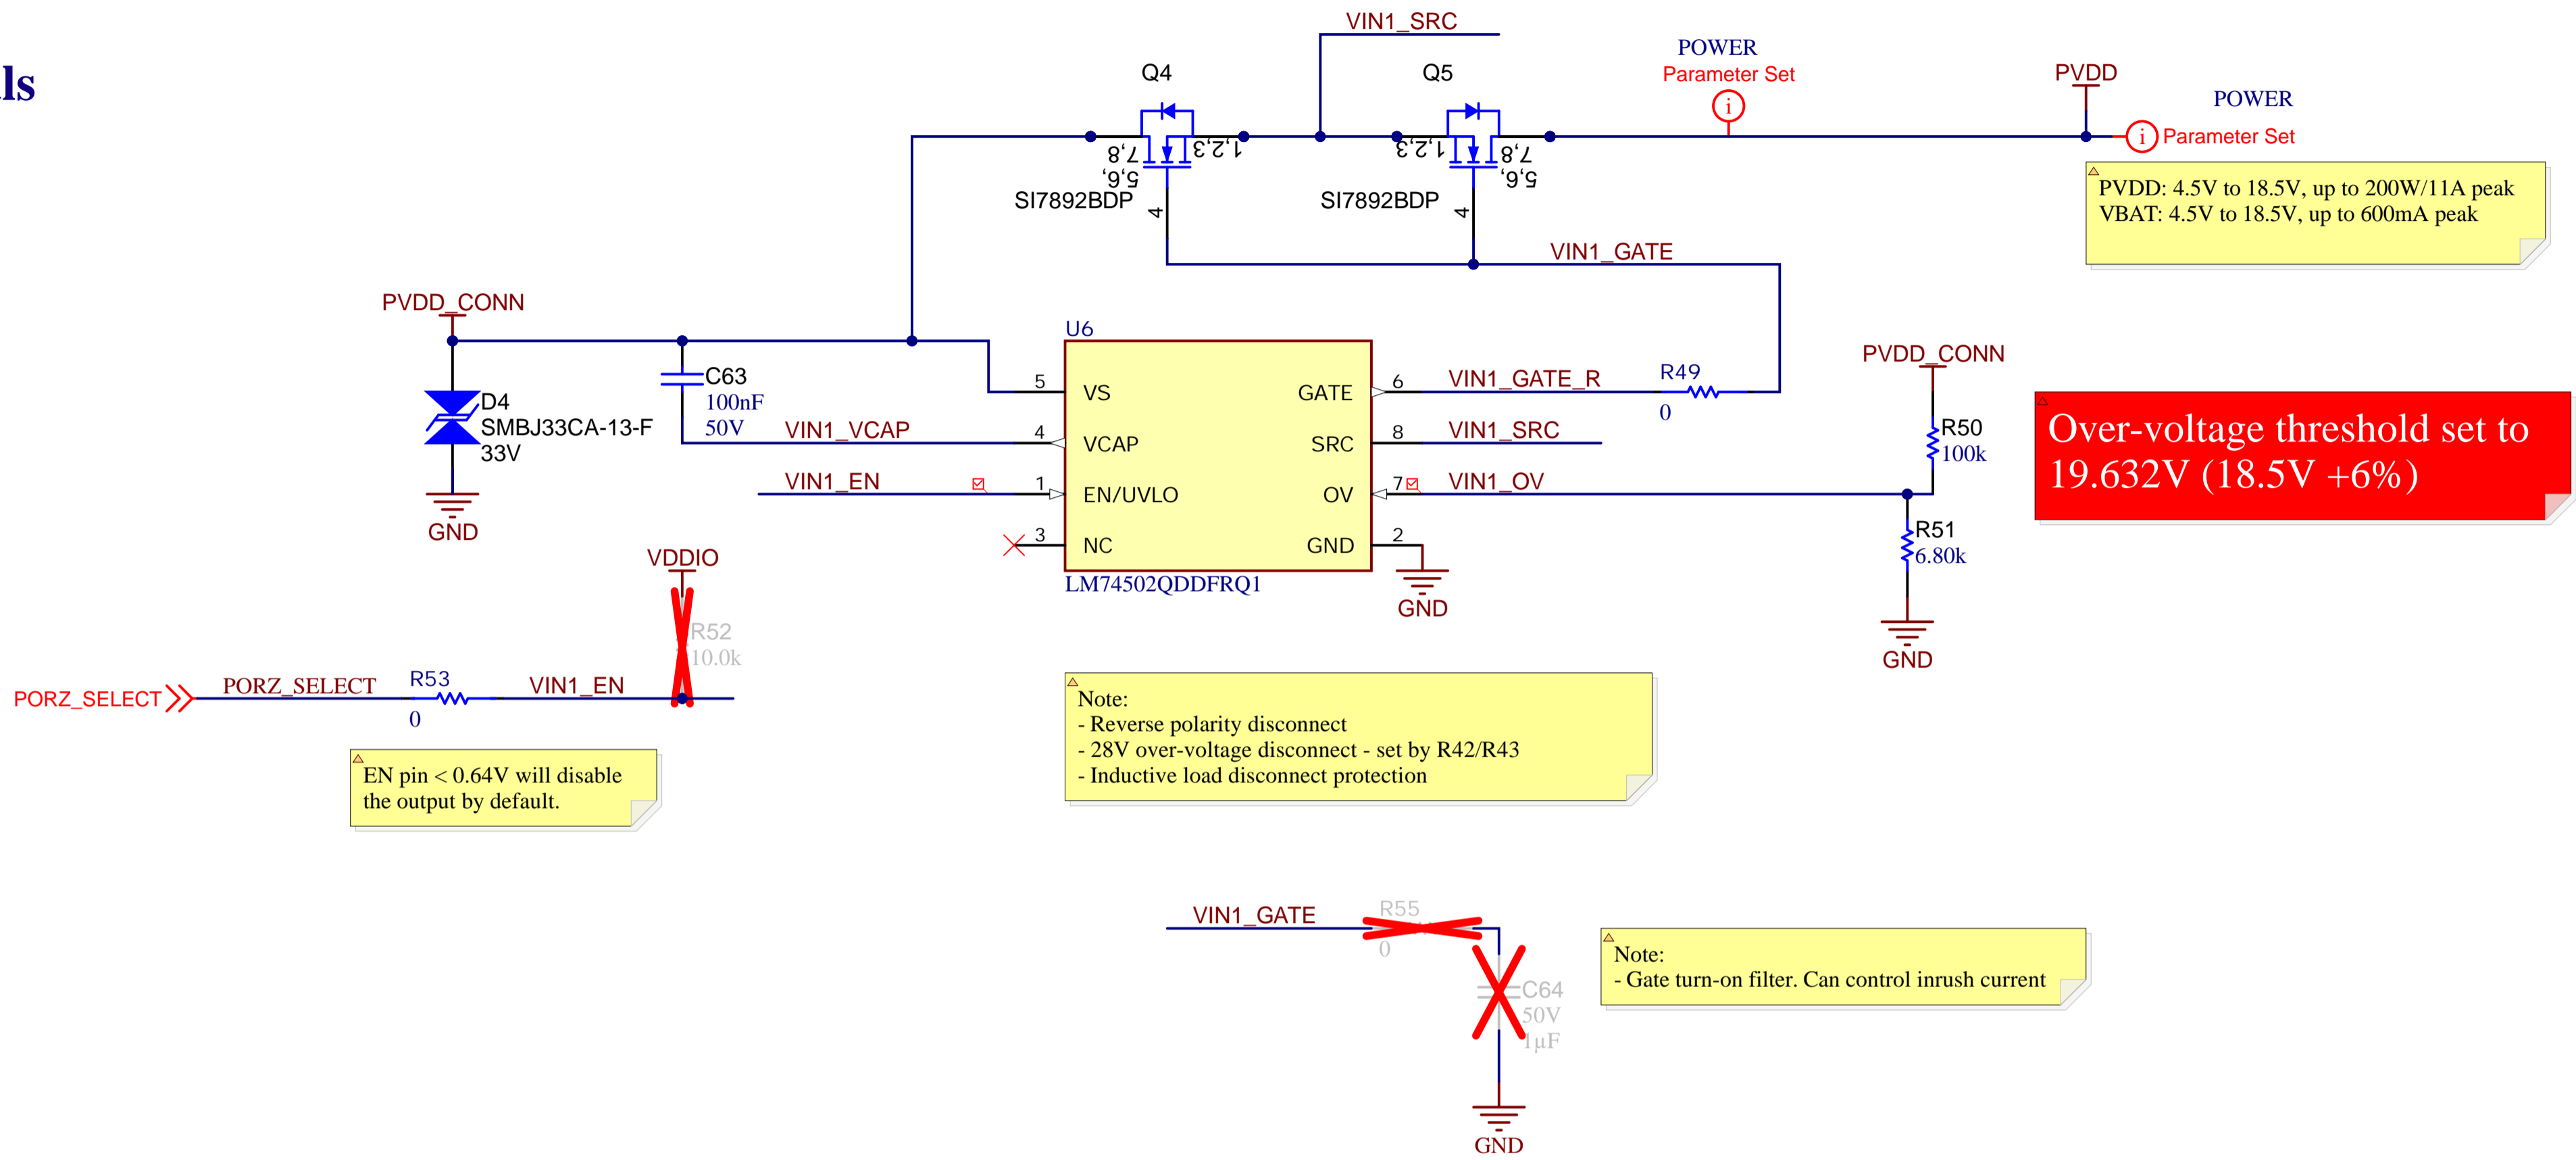 ls
VIN1_SRC
Q4
Q5
POWER
Parameter Set
i
PVDD
POWER
i
Parameter Set
5,6,
7,8
1,2,3
1,2,3
5,6,
7,8
SI7892BDP
4
SI7892BDP
4
PVDD: 4.5V to 18.5V, up to 200W/11A peak
VBAT: 4.5V to 18.5V, up to 600mA peak
VIN1_GATE
PVDD_CONN
U6
D4
SMBJ33CA-13-F
33V
GND
C63
100nF
50V
VIN1_VCAP
VIN1_EN
5
VS
4
VCAP
1
EN/UVLO
3
NC
GATE
6
SRC
8
OV
7
GND
2
LM74502QDDFRQ1
VIN1_GATE_R
R49
0
VIN1_SRC
VIN1_OV
GND
PVDD_CONN
R50
100k
R51
6.80k
GND
Over-voltage threshold set to
19.632V (18.5V +6%)
VDDIO
R52
10.0k
PORZ_SELECT
PORZ_SELECT
R53
0
VIN1_EN
EN pin < 0.64V will disable
the output by default.
Note:
- Reverse polarity disconnect
- 28V over-voltage disconnect - set by R42/R43
- Inductive load disconnect protection
VIN1_GATE
R55
0
C64
50V
1µF
GND
Note:
- Gate turn-on filter. Can control inrush current